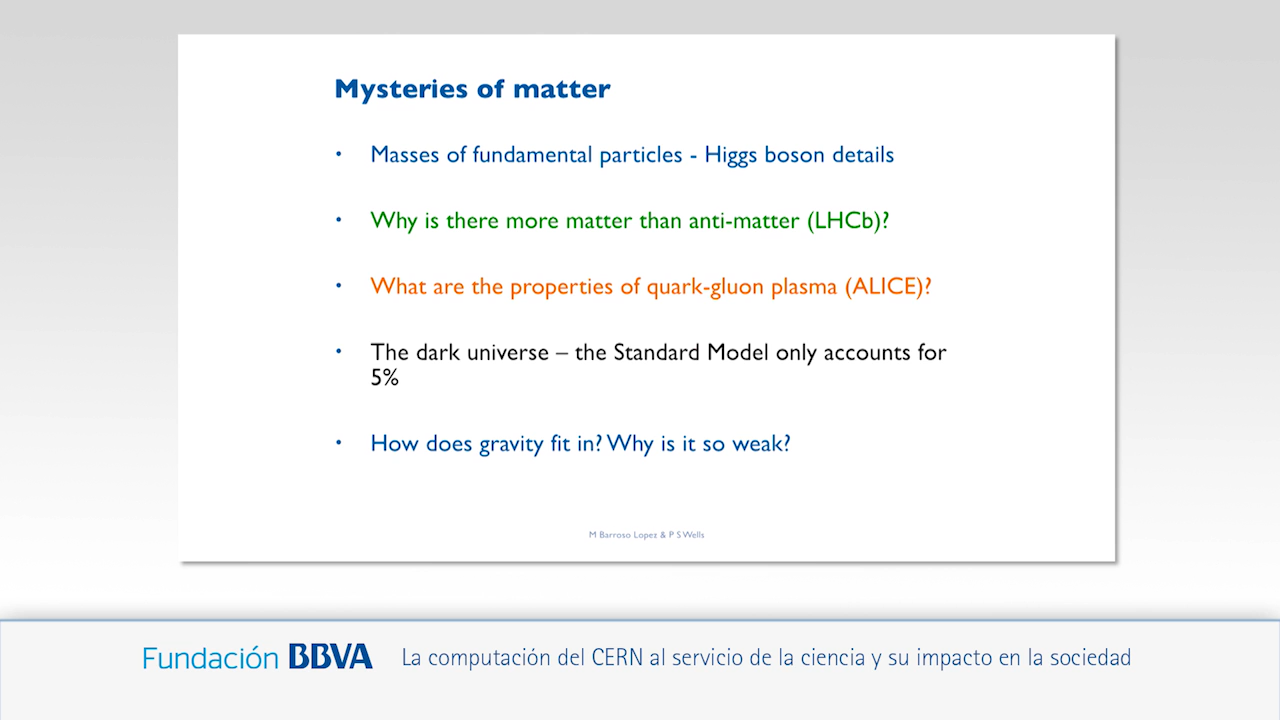 Mysteries of matter
• Masses of fundamental particles - Higgs boson details
• Why is there more matter than anti-matter (LHCb)?
• What are the properties of quark-gluon plasma (ALICE)?
• The dark universe – the Standard Model only accounts for
5%
• How does gravity fit in? Why is it so weak?
M Barroso Lopez & P S Wells
Fundación BBVA La computación del CERN al servicio de la ciencia y su impacto en la sociedad